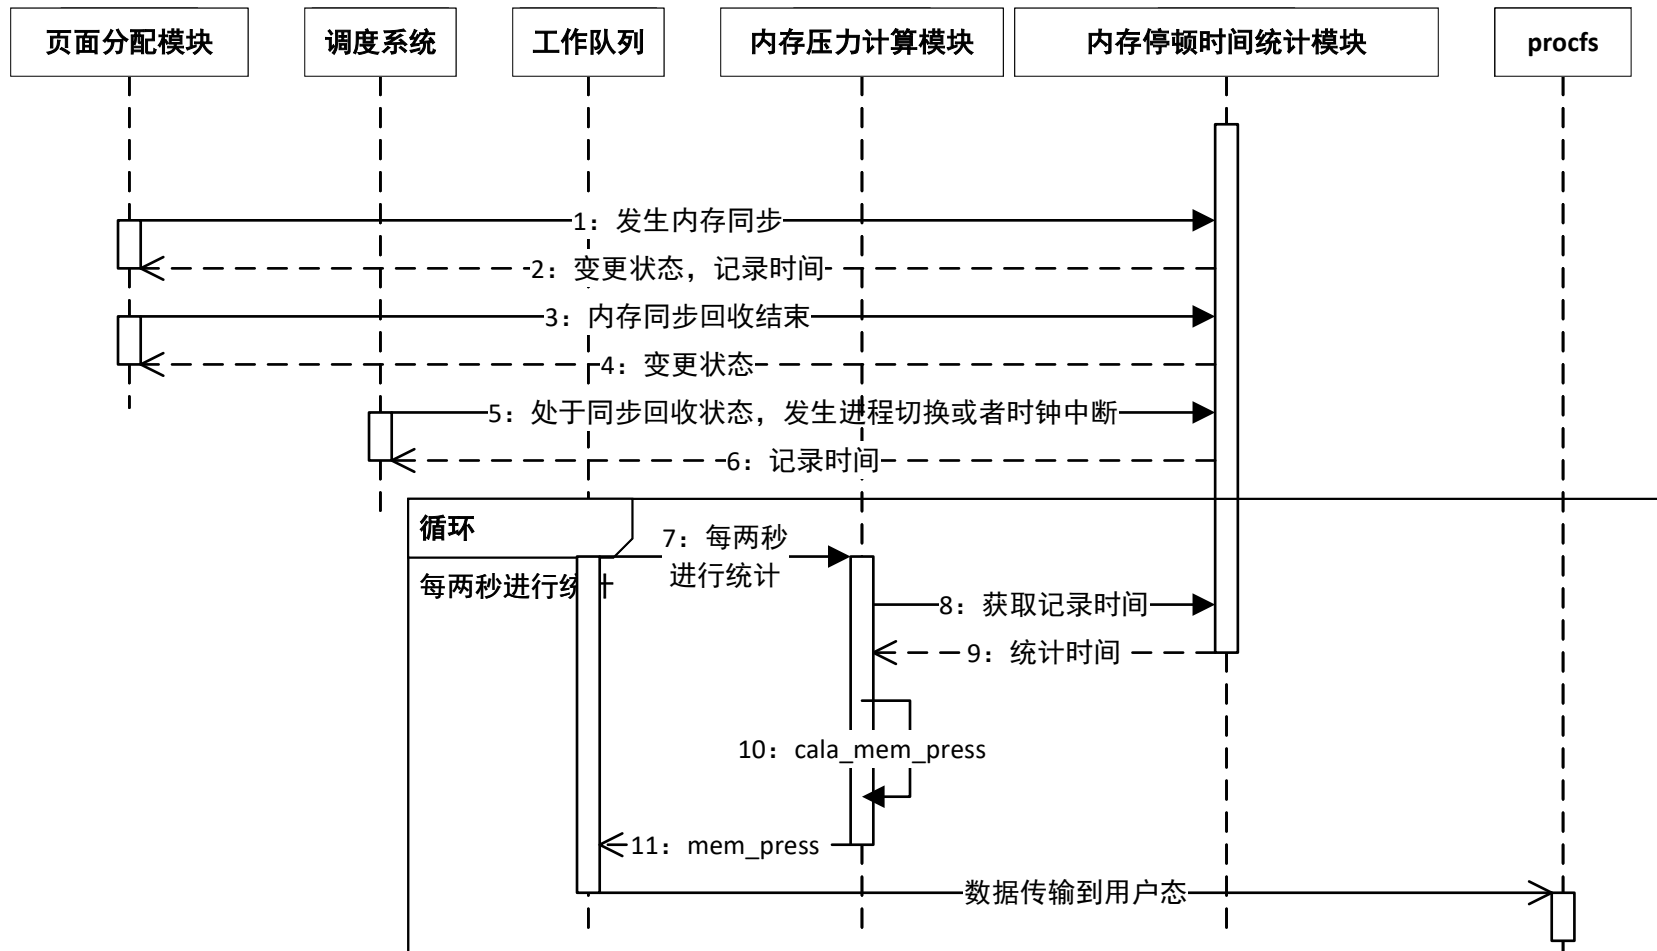 页面分配模块
调度系统
工作队列
内存压力计算模块
内存停顿时间统计模块
procfs
1：发生内存同步
2：变更状态，记录时间
3：内存同步回收结束
4：变更状态
5：处于同步回收状态，发生进程切换或者时钟中断
6：记录时间
循环
7：每两秒
进行统计
每两秒进行统计
8：获取记录时间
9：统计时间
10：cala_mem_press
11：mem_press
数据传输到用户态